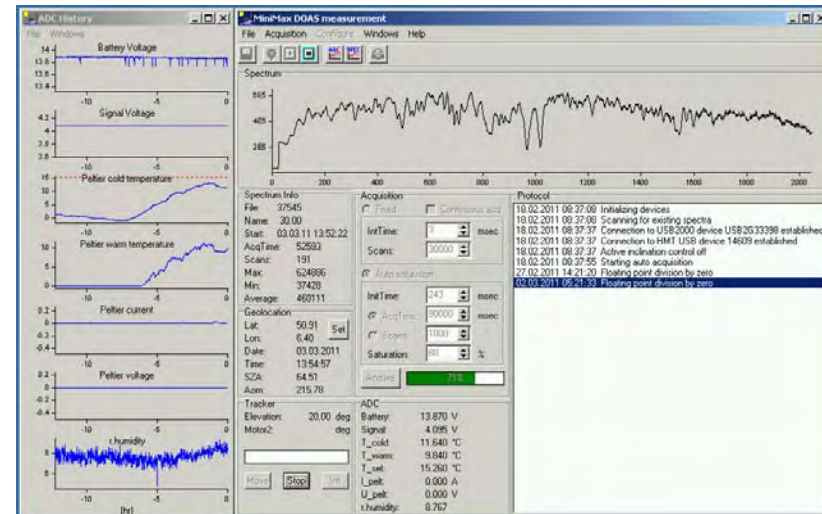 ADC History
File Windows
Battery Voltage
14
13.8
13.6
13.4
-10 -5 0
Signal Voltage
4.2
4
3.8
3.6
-10 -5 0
Peltier cold temperature
15
10
5
0
-10 -5 0
Peltier warm temperature
10
5
0
-10 -5 0
Peltier current
0.2
0
-0.2
-0.4
-10 -5 0
Peltier voltage
0.2
0
-0.2
-0.4
-10 -5 0
r.humidity
-10 -5 0
[hr]
MiniMax DOAS measurement
File Acquisition Configure Windows Help
ADC SPEC
Spectrum
6E5
4E5
2E5
0 200 400 600 800 1000 1200 1400 1600 1800 2000
Spectrum Info
File: 37545
Name: 30.00
Start: 03.03.11 13:52:22
AcqTime: 52593
Scans: 191
Max: 624886
Min: 37428
Average: 460111
Geolocation
Lat: 50.91
Lon: 6.40
Set
Date: 03.03.2011
Time: 13:54:57
SZA: 64.51
Azim: 215.78
Tracker
Elevation: 20.00 deg
Motor2: deg
Move Stop Init
Acquisition
Fixed Continuous acq
IntTime: 3 msec
Scans: 30000
Auto saturation
InitTime: 243 msec
AcqTime: 90000 msec
Scans: 1000
Saturation: 80 %
Acquire 71%
ADC
Battery: 13.870 V
Signal: 4.095 V
T_cold: 11.640 °C
T_warm: 9.840 °C
T_set: 15.260 °C
I_pelt: 0.000 A
U_pelt: 0.000 V
r.humidity: 8.767
Protocol
18.02.2011 08:37:08 Initializing devices
18.02.2011 08:37:08 Scanning for existing spectra
18.02.2011 08:37:37 Connection to USB2000 device USB2G33398 established
18.02.2011 08:37:37 Connection to HMT USB device 14609 established
18.02.2011 08:37:37 Active inclination control off
18.02.2011 08:37:55 Starting auto acquisition
27.02.2011 14:21:20 Floating point division by zero
02.03.2011 05:21:33 Floating point division by zero